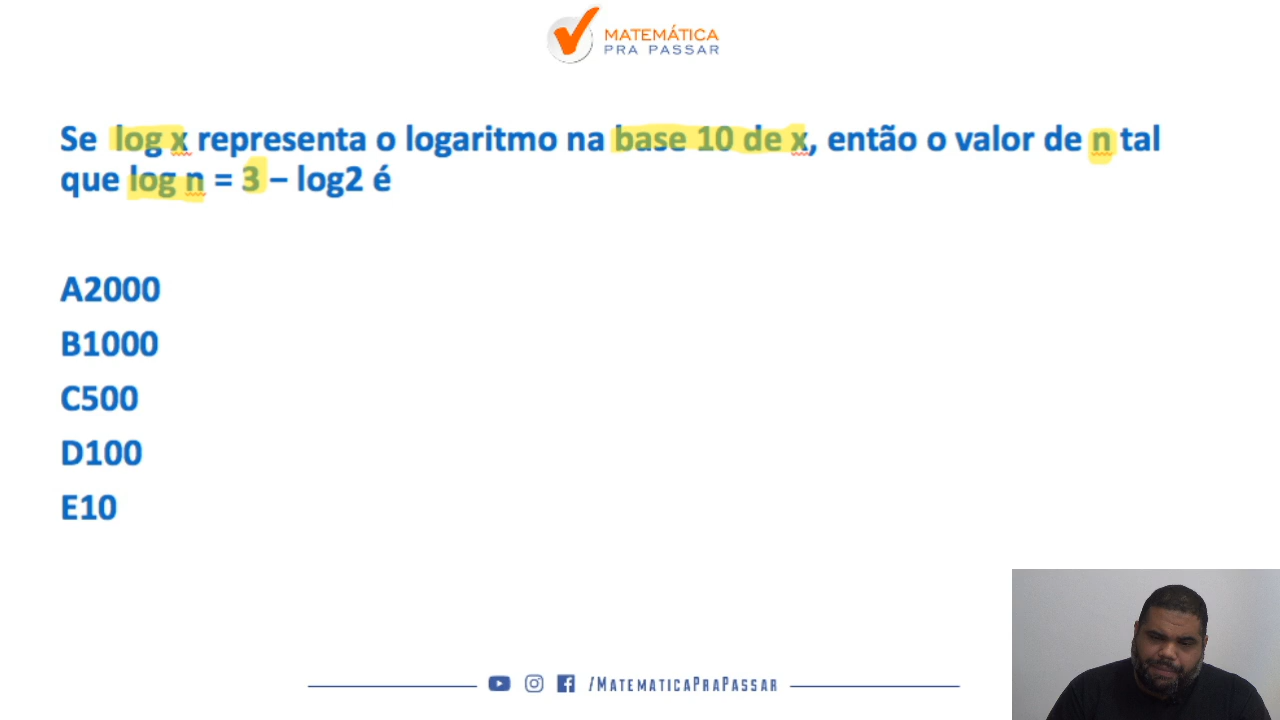 MATEMÁTICA
PRA PASSAR
Se log x representa o logaritmo na base 10 de x, então o valor de n tal
que log n = 3 – log2 é
A2000
B1000
C500
D100
E10
/MATEMATICAPRAPASSAR